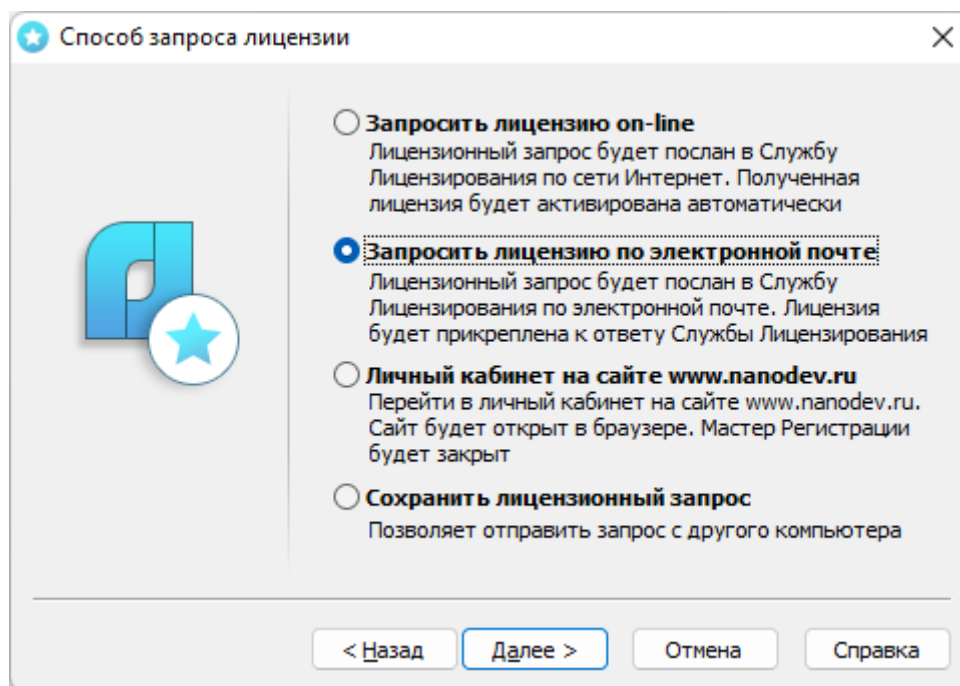 Способ запроса лицензии
Запросить лицензию on-line
Лицензионный запрос будет послан в Службу
Лицензирования по сети Интернет. Полученная
лицензия будет активирована автоматически
Запросить лицензию по электронной почте
Лицензионный запрос будет послан в Службу
Лицензирования по электронной почте. Лицензия
будет прикреплена к ответу Службы Лицензирования
Личный кабинет на сайте www.nanodev.ru
Перейти в личный кабинет на сайте www.nanodev.ru.
Сайт будет открыт в браузере. Мастер Регистрации
будет закрыт
Сохранить лицензионный запрос
Позволяет отправить запрос с другого компьютера
< Назад Далее > Отмена Справка